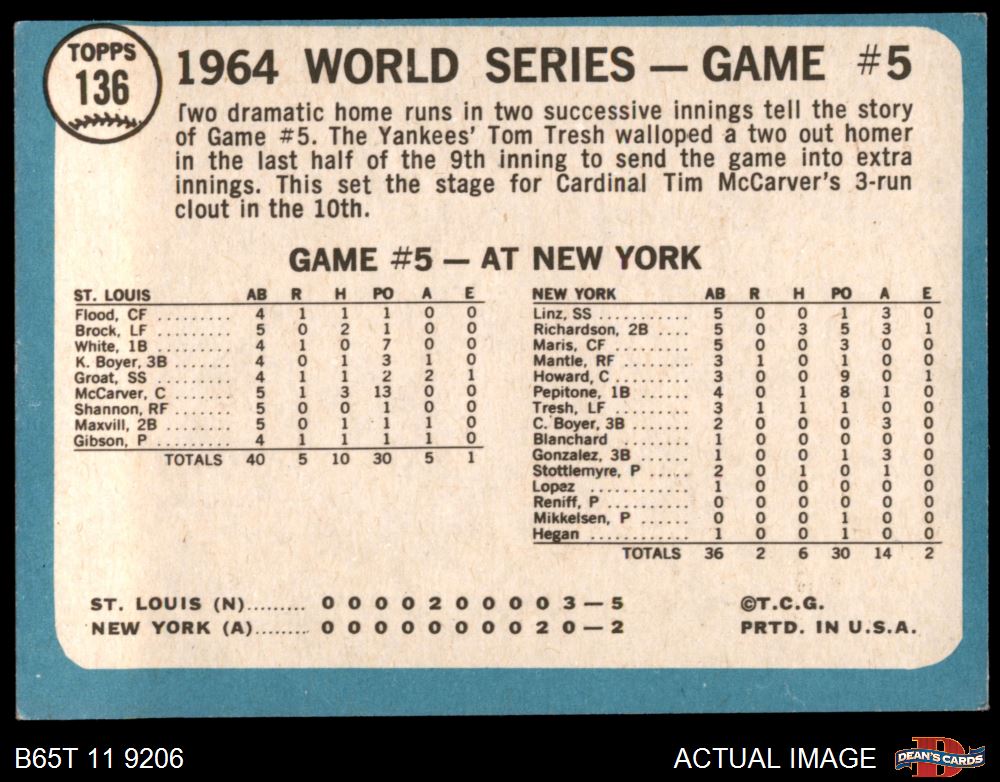 TOPPS
136
1964 WORLD SERIES — GAME #5
Two dramatic home runs in two successive innings tell the story
of Game #5. The Yankees' Tom Tresh walloped a two out homer
in the last half of the 9th inning to send the game into extra
innings. This set the stage for Cardinal Tim McCarver's 3-run
clout in the 10th.
GAME #5 — AT NEW YORK
ST. LOUIS AB R H PO A E
Flood, CF ......... 4 1 1 1 0 0
Brock, LF ......... 5 0 2 1 0 0
White, 1B ......... 4 1 0 7 0 0
K. Boyer, 3B ........ 4 0 1 3 1 0
Groat, SS ......... 4 1 1 2 2 1
McCarver, C ........ 5 1 3 13 0 0
Shannon, RF ....... 5 0 0 1 0 0
Maxvill, 2B ........ 5 0 1 1 1 0
Gibson, P ......... 4 1 1 1 1 0
TOTALS 40 5 10 30 5 1
NEW YORK AB R H PO A E
Linz, SS ............ 5 0 0 1 3 0
Richardson, 2B ..... 5 0 3 5 3 1
Maris, CF .......... 5 0 0 3 0 0
Mantle, RF ......... 3 1 0 1 0 0
Howard, C .......... 3 0 0 9 0 1
Pepitone, 1B ....... 4 0 1 8 1 0
Tresh, LF .......... 3 1 1 1 0 0
C. Boyer, 3B ........ 2 0 0 0 3 0
Blanchard .......... 1 0 0 0 0 0
Gonzalez, 3B ....... 1 0 0 1 3 0
Stottlemyre, P ..... 2 0 1 0 1 0
Lopez ............ 1 0 0 0 0 0
Reniff, P .......... 0 0 0 0 0 0
Mikkelsen, P ...... 0 0 0 1 0 0
Hegan ............ 1 0 0 1 0 0
TOTALS 36 2 6 30 14 2
ST. LOUIS (N)......... 0 0 0 0 2 0 0 0 0 3 — 5
NEW YORK (A)........ 0 0 0 0 0 0 0 0 2 0 — 2
©T.C.G.
PRTD. IN U.S.A.
B65T 11 9206
ACTUAL IMAGE
D
DEAN'S CARDS